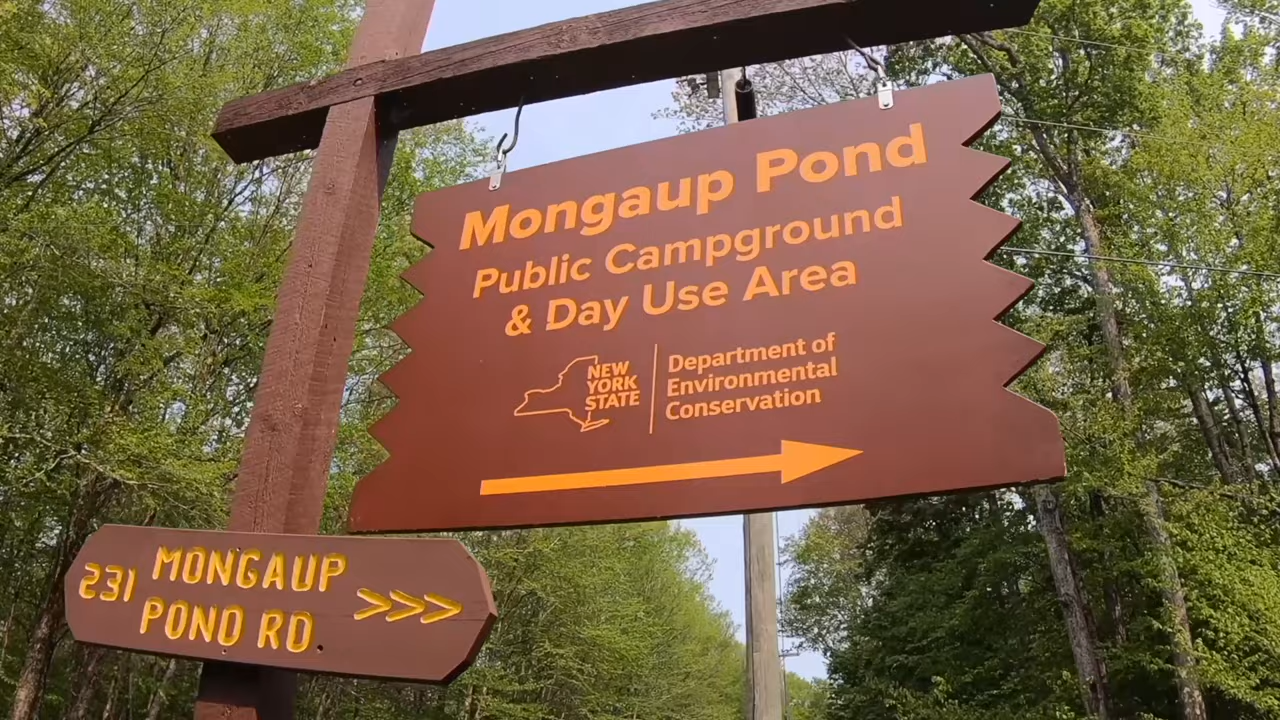 Mongaup Pond
Public Campground
& Day Use Area
NEW
YORK
STATE
Department of
Environmental
Conservation
231
MONGAUP
POND RD
>>>